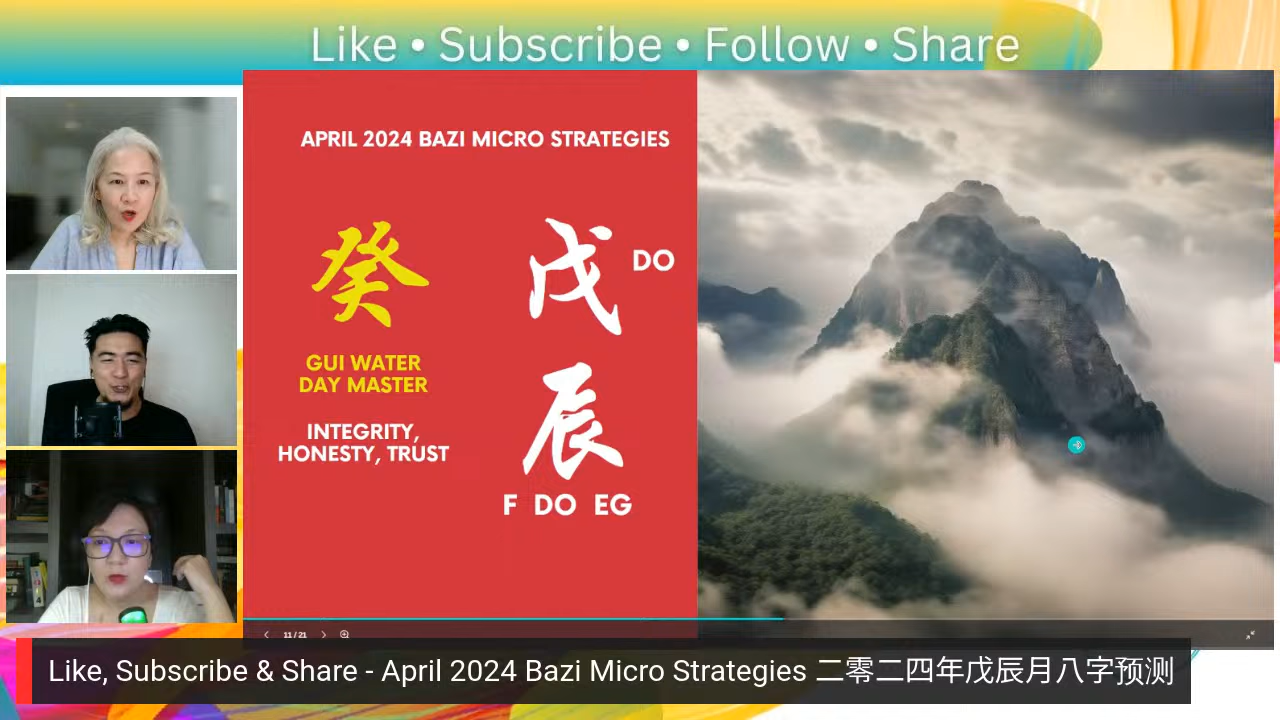 Like • Subscribe • Follow • Share
APRIL 2024 BAZI MICRO STRATEGIES
癸
戊 DO
GUI WATER
DAY MASTER
INTEGRITY,
HONESTY, TRUST
辰
F DO EG
11 / 21
Like, Subscribe & Share - April 2024 Bazi Micro Strategies 二零二四年戊辰月八字预测